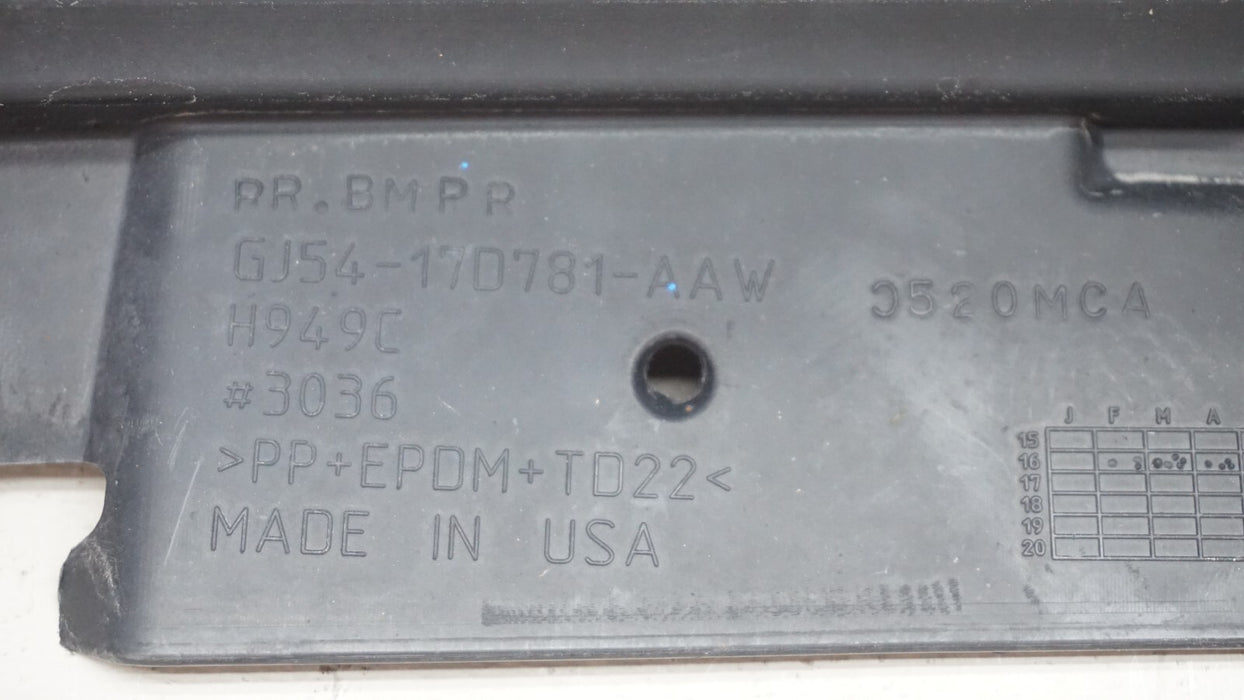 RR.BMPR
GJ54-17D781-AAW
H949C
#3036
>PP+EPDM+TD22<
MADE IN USA
Ɔ520MCA
J F M A
15
16
17
18
19
20